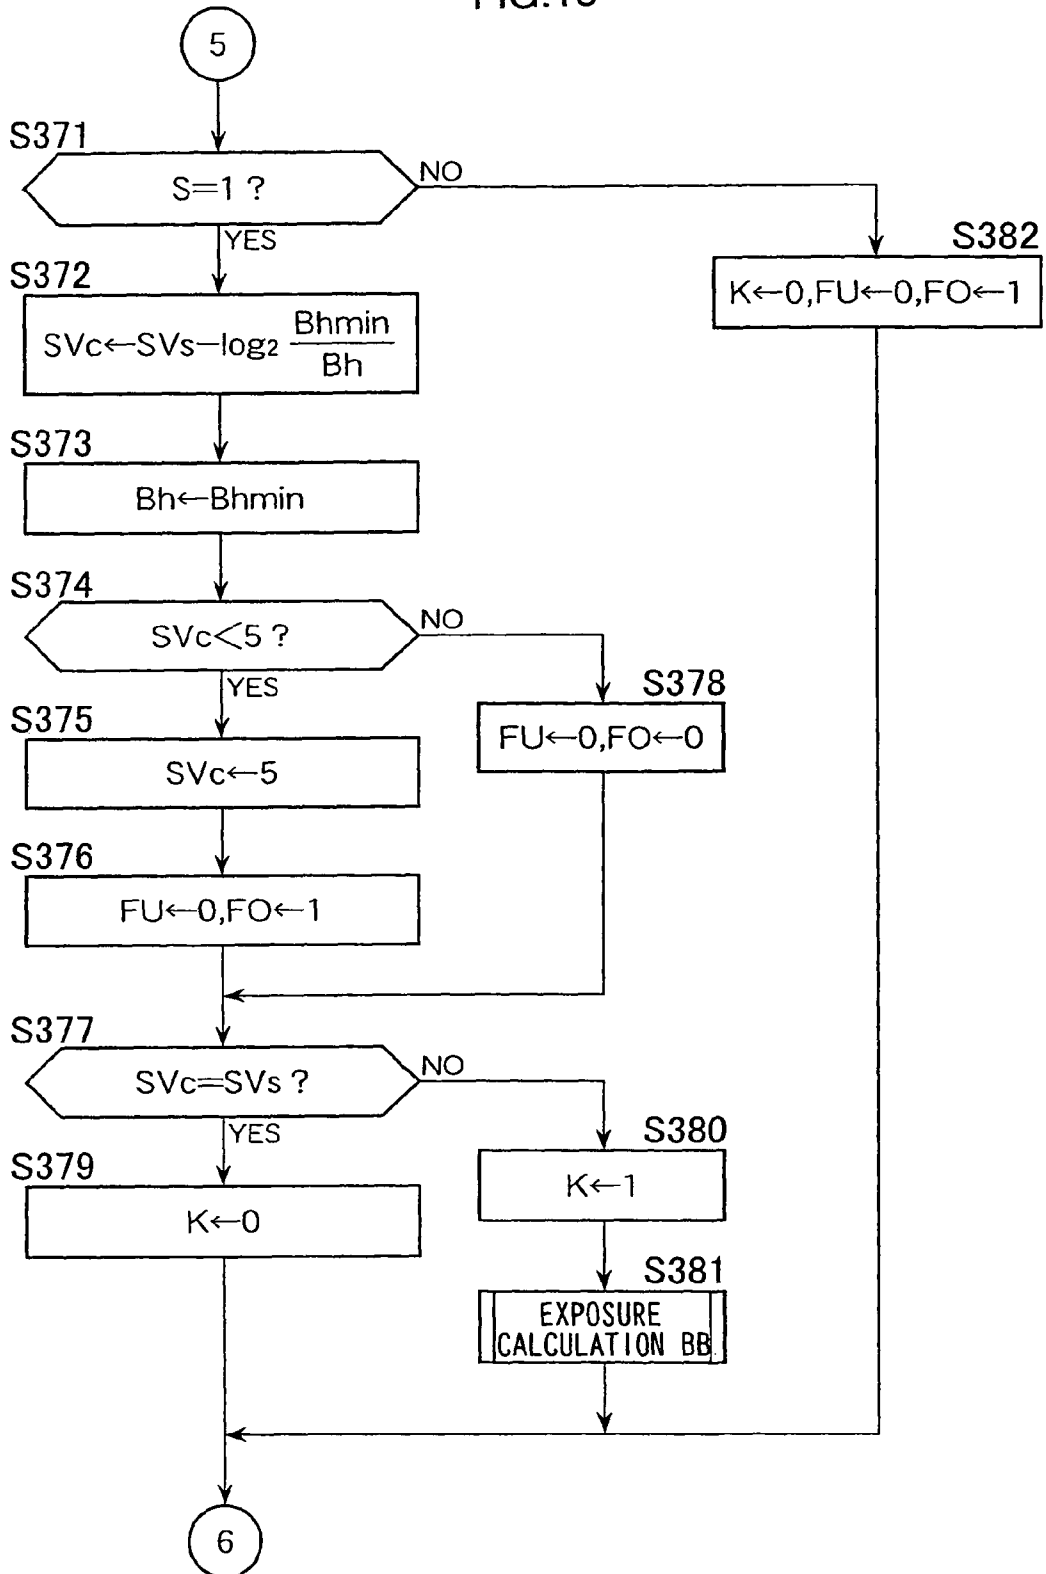 5
S371
S=1?
NO
YES
S382
K←0,FU←0,FO←1
S372
SVc←SVs−log2 Bhmin/Bh
S373
Bh←Bhmin
S374
SVc<5?
NO
YES
S378
FU←0,FO←0
S375
SVc←5
S376
FU←0,FO←1
S377
SVc=SVs?
NO
YES
S380
K←1
S379
K←0
S381
EXPOSURE
CALCULATION BB
6